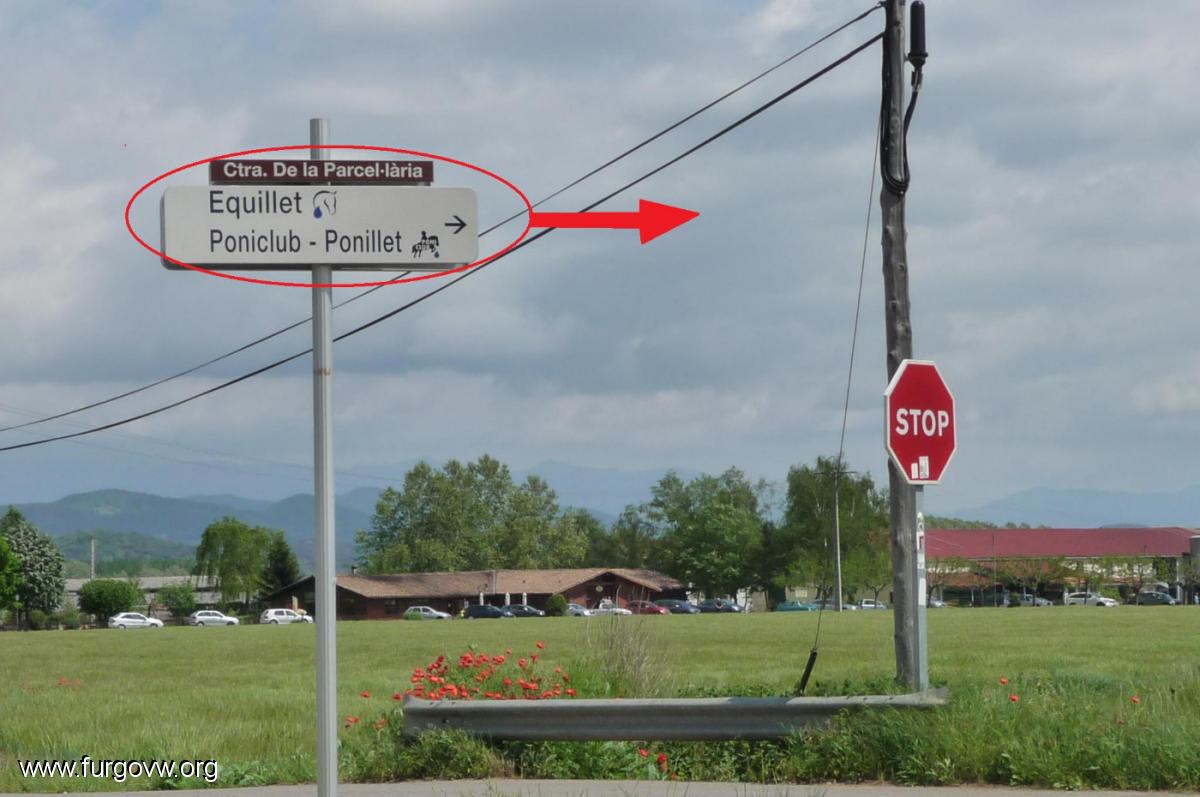 Ctra. De la Parcel·lària
Equillet
Poniclub - Ponillet
STOP
www.furgovw.org